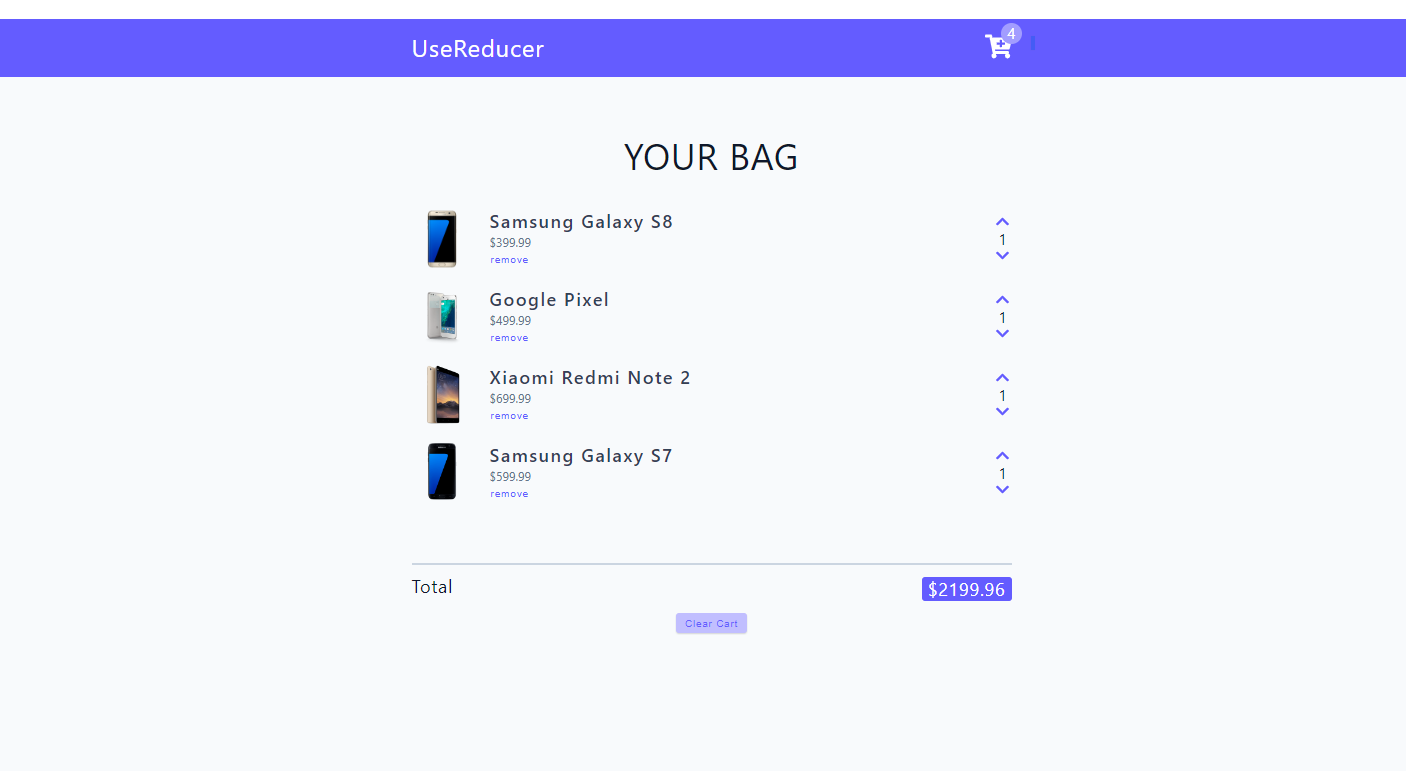 UseReducer
4
YOUR BAG
Samsung Galaxy S8
$399.99
remove
1
Google Pixel
$499.99
remove
1
Xiaomi Redmi Note 2
$699.99
remove
1
Samsung Galaxy S7
$599.99
remove
1
Total
$2199.96
Clear Cart